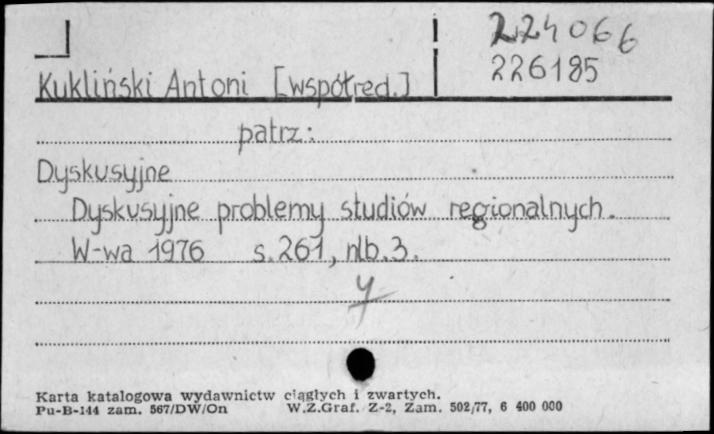 224066
226185
Kukliński Antoni [współred.]
patrz:
Dyskusyjne
Dyskusyjne problemy studiów regionalnych.
W-wa 1976 s. 261, nlb. 3.
y
Karta katalogowa wydawnictw ciągłych i zwartych.
Pu-B-144 zam. 567/DW/On W.Z.Graf. Z-2, Zam. 502/77, 6 400 000